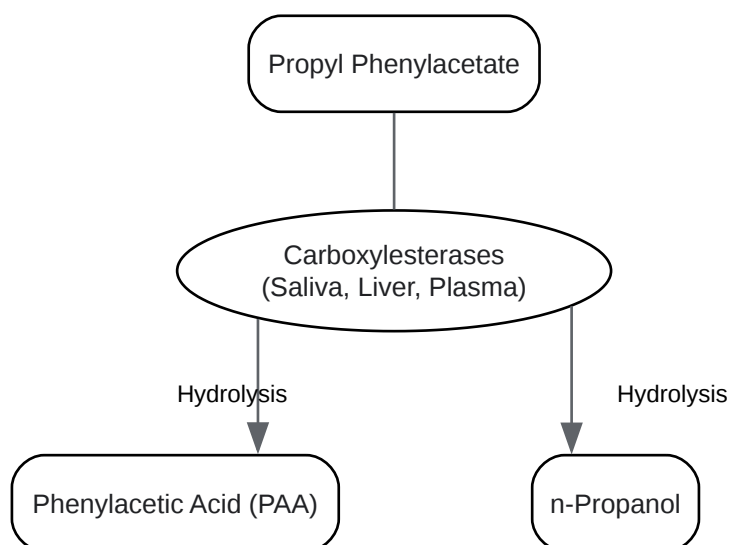 Propyl Phenylacetate
Carboxylesterases
(Saliva, Liver, Plasma)
Hydrolysis
Hydrolysis
Phenylacetic Acid (PAA)
n-Propanol